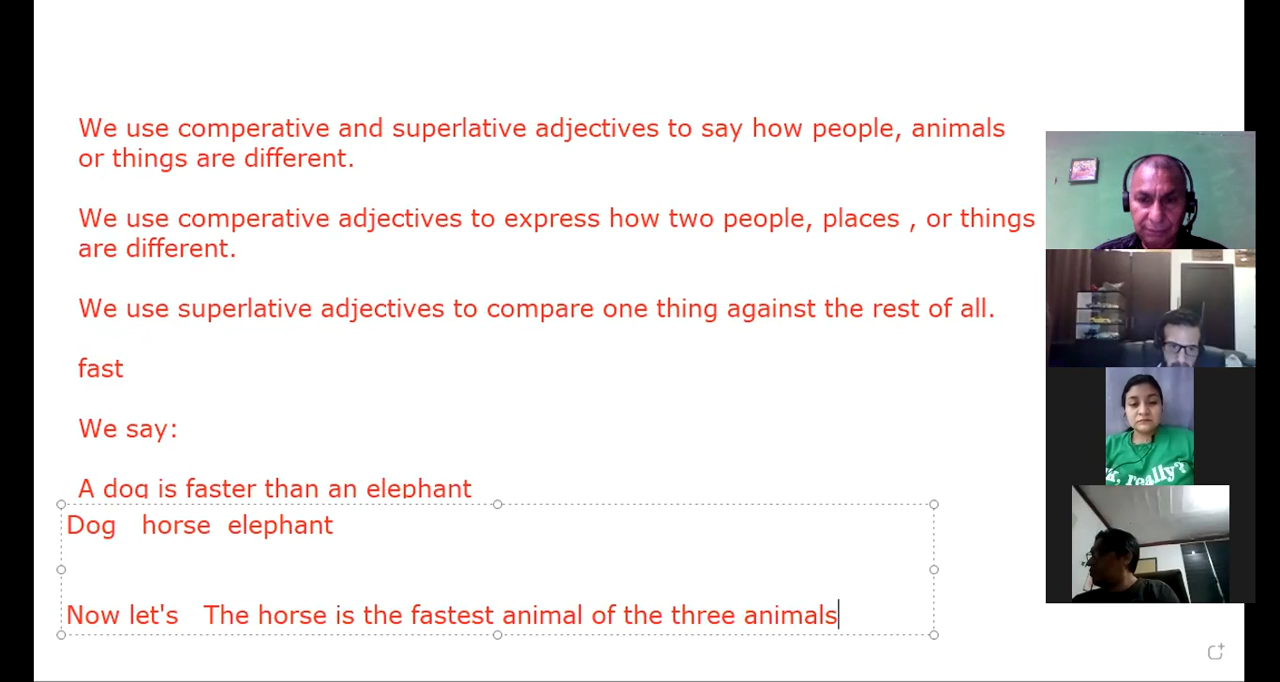 We use comperative and superlative adjectives to say how people, animals
or things are different.
We use comperative adjectives to express how two people, places , or things
are different.
We use superlative adjectives to compare one thing against the rest of all.
fast
We say:
A dog is faster than an elephant
Dog horse elephant
Now let's The horse is the fastest animal of the three animals
K, really?